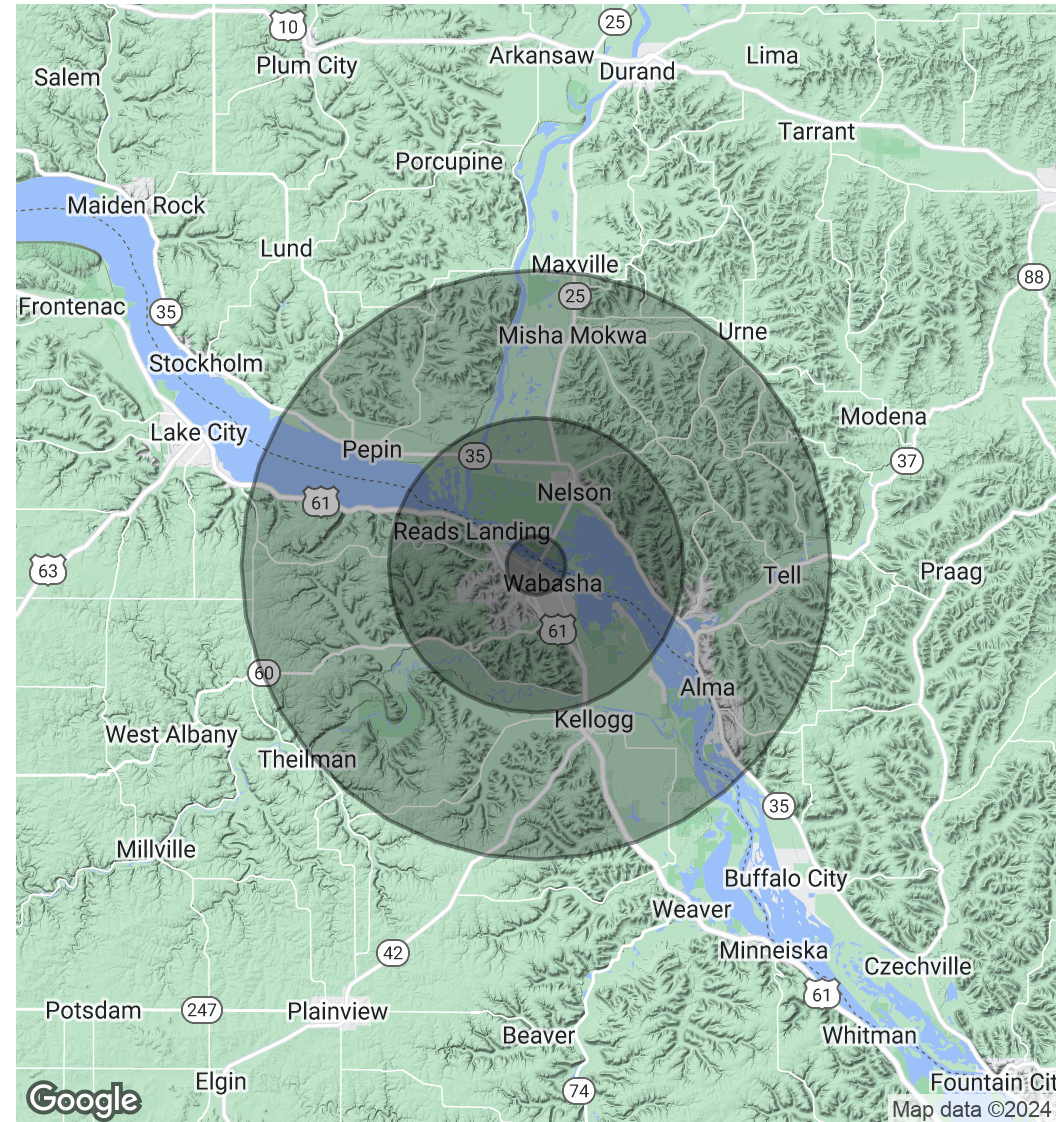 10
25
Arkansaw
Lima
Plum City
Durand
Salem
Tarrant
Porcupine
Maiden Rock
Lund
Maxville
88
25
Frontenac
35
Misha Mokwa
Urne
Stockholm
Modena
Lake City
Pepin
35
37
Nelson
61
Reads Landing
63
Wabasha
Tell
Praag
61
60
Alma
Kellogg
West Albany
Theilman
35
Millville
Buffalo City
Weaver
42
Minneiska
Czechville
61
Potsdam
247
Plainview
Beaver
Whitman
Elgin
74
Fountain Cit
Google
Map data ©2024